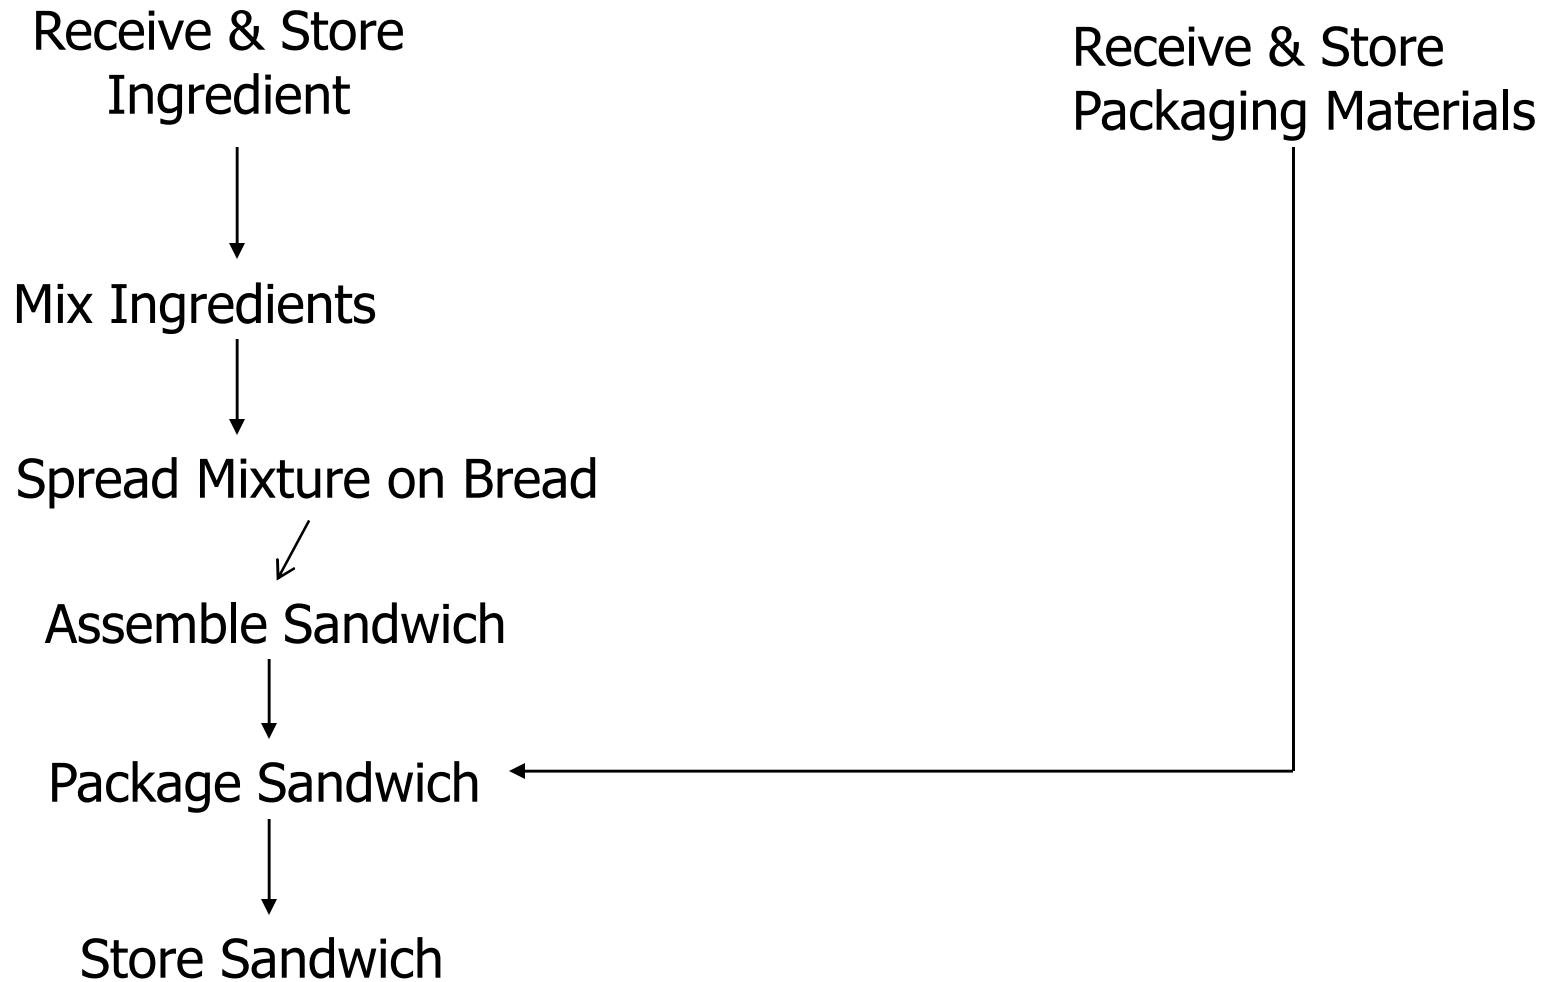 Receive & Store
Ingredient
Receive & Store
Packaging Materials
Mix Ingredients
Spread Mixture on Bread
Assemble Sandwich
Package Sandwich
Store Sandwich